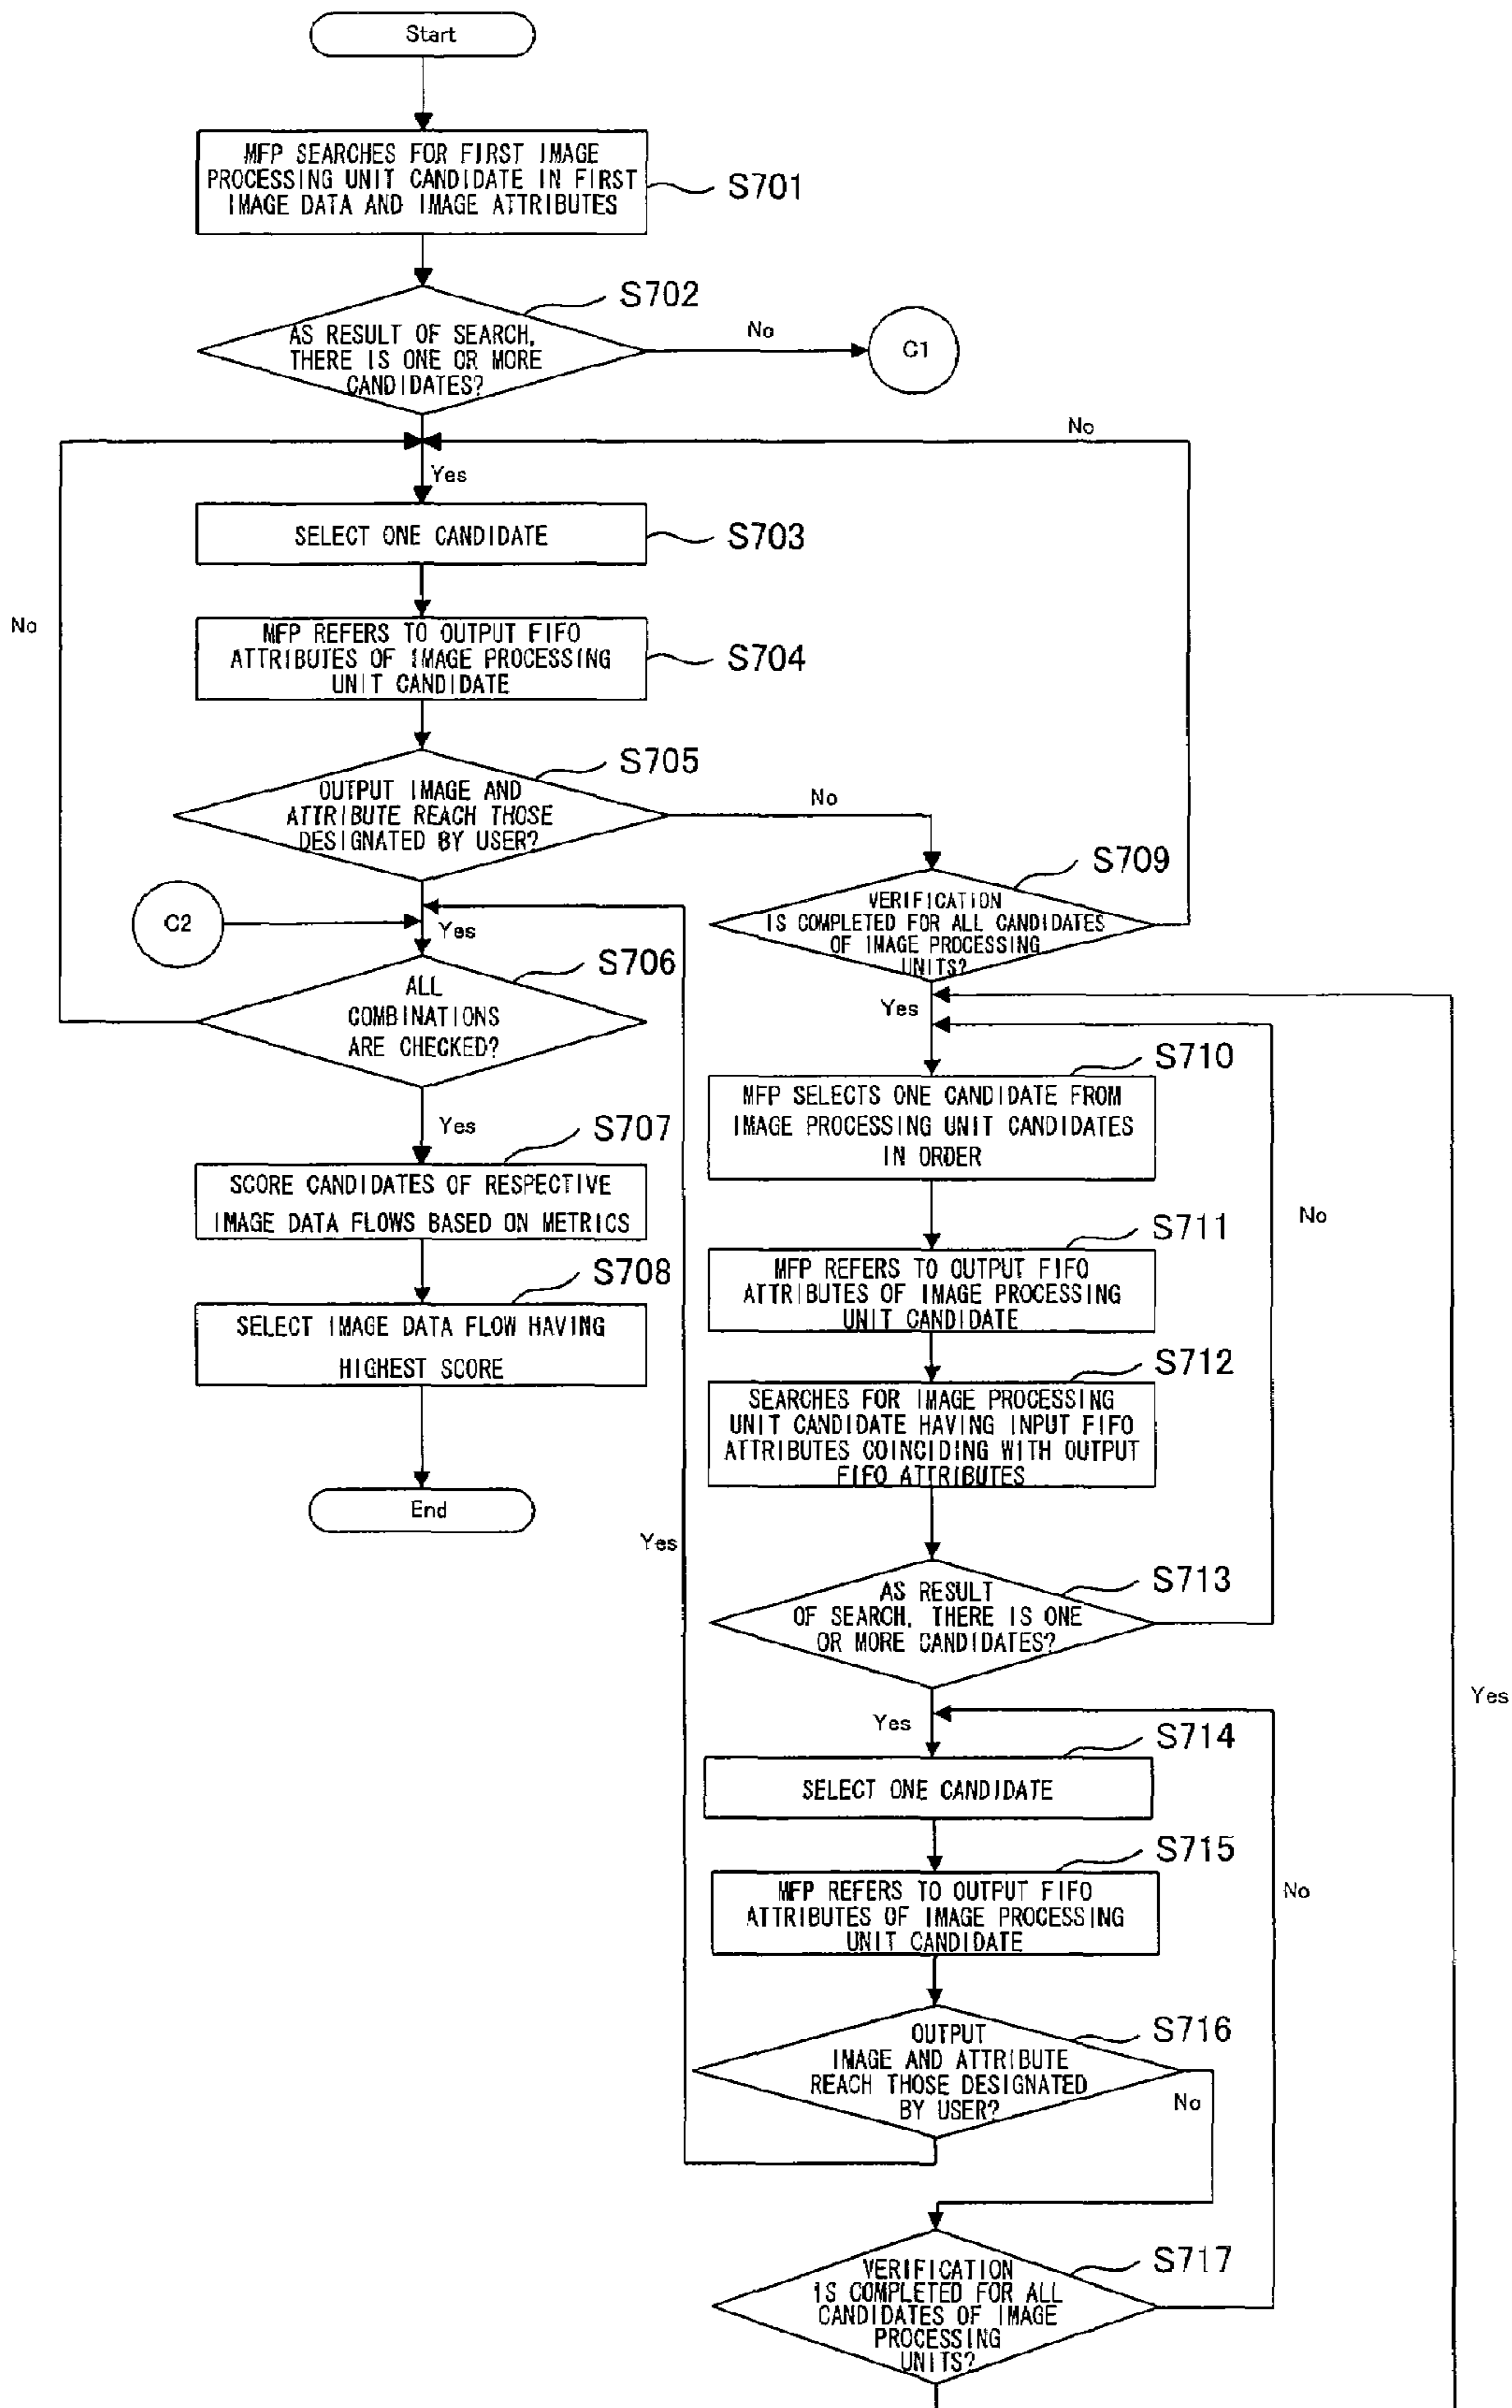 Start
MFP SEARCHES FOR FIRST IMAGE
PROCESSING UNIT CANDIDATE IN FIRST
IMAGE DATA AND IMAGE ATTRIBUTES
S701
S702
AS RESULT OF SEARCH,
THERE IS ONE OR MORE
CANDIDATES?
No
C1
No
Yes
SELECT ONE CANDIDATE
S703
No
MFP REFERS TO OUTPUT FIFO
ATTRIBUTES OF IMAGE PROCESSING
UNIT CANDIDATE
S704
S705
OUTPUT IMAGE AND
ATTRIBUTE REACH THOSE
DESIGNATED BY USER?
No
S709
VERIFICATION
IS COMPLETED FOR ALL CANDIDATES
OF IMAGE PROCESSING
UNITS?
C2
Yes
S706
ALL
COMBINATIONS
ARE CHECKED?
Yes
S707
SCORE CANDIDATES OF RESPECTIVE
IMAGE DATA FLOWS BASED ON METRICS
S708
SELECT IMAGE DATA FLOW HAVING
HIGHEST SCORE
End
Yes
S710
MFP SELECTS ONE CANDIDATE FROM
IMAGE PROCESSING UNIT CANDIDATES
IN ORDER
No
S711
MFP REFERS TO OUTPUT FIFO
ATTRIBUTES OF IMAGE PROCESSING
UNIT CANDIDATE
S712
SEARCHES FOR IMAGE PROCESSING
UNIT CANDIDATE HAVING INPUT FIFO
ATTRIBUTES COINCIDING WITH OUTPUT
FIFO ATTRIBUTES
Yes
S713
AS RESULT
OF SEARCH, THERE IS ONE
OR MORE CANDIDATES?
Yes
Yes
S714
SELECT ONE CANDIDATE
S715
MFP REFERS TO OUTPUT FIFO
ATTRIBUTES OF IMAGE PROCESSING
UNIT CANDIDATE
No
S716
OUTPUT
IMAGE AND ATTRIBUTE
REACH THOSE DESIGNATED
BY USER?
No
S717
VERIFICATION
IS COMPLETED FOR ALL
CANDIDATES OF IMAGE
PROCESSING
UNITS?